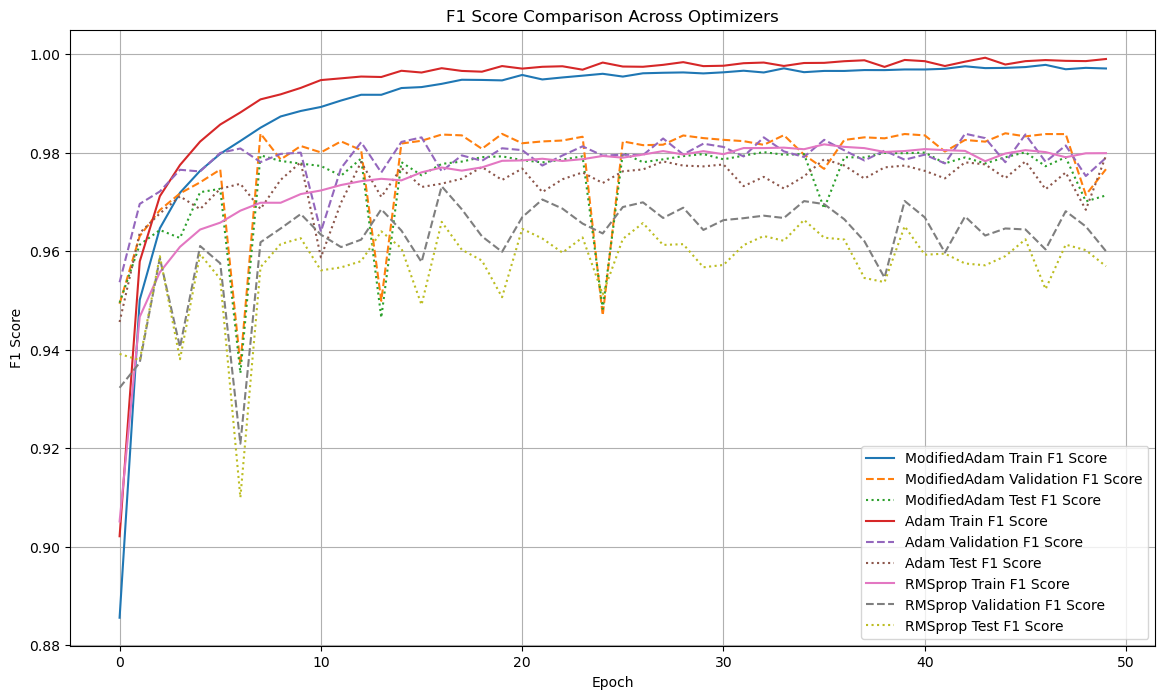 F1 Score Comparison Across Optimizers
1.00
0.98
0.96
0.94
0.92
0.90
0.88
F1 Score
0 10 20 30 40 50
Epoch
ModifiedAdam Train F1 Score
ModifiedAdam Validation F1 Score
ModifiedAdam Test F1 Score
Adam Train F1 Score
Adam Validation F1 Score
Adam Test F1 Score
RMSprop Train F1 Score
RMSprop Validation F1 Score
RMSprop Test F1 Score